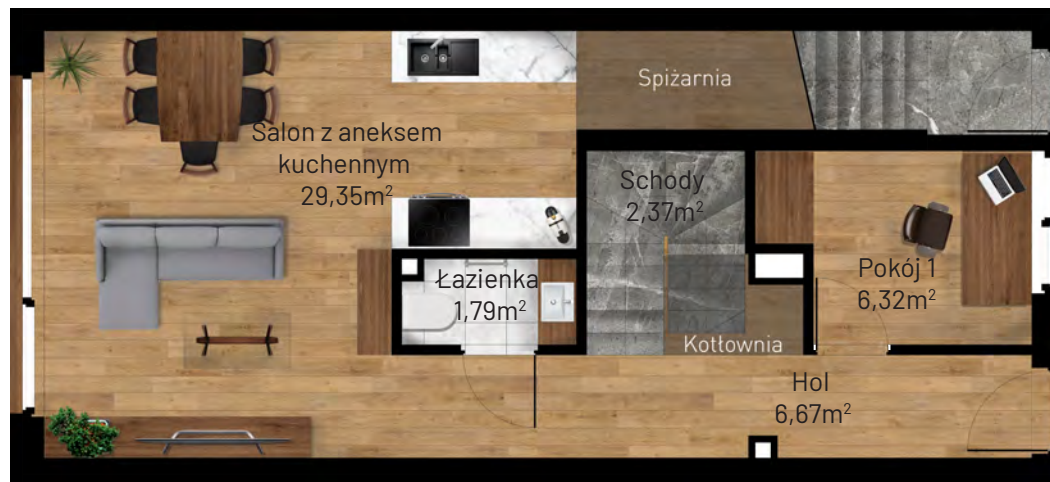 Spiżarnia
Salon z aneksem
kuchennym
29,35m²
Schody
2,37m²
Łazienka
1,79m²
Pokój 1
6,32m²
Kotłownia
Hol
6,67m²